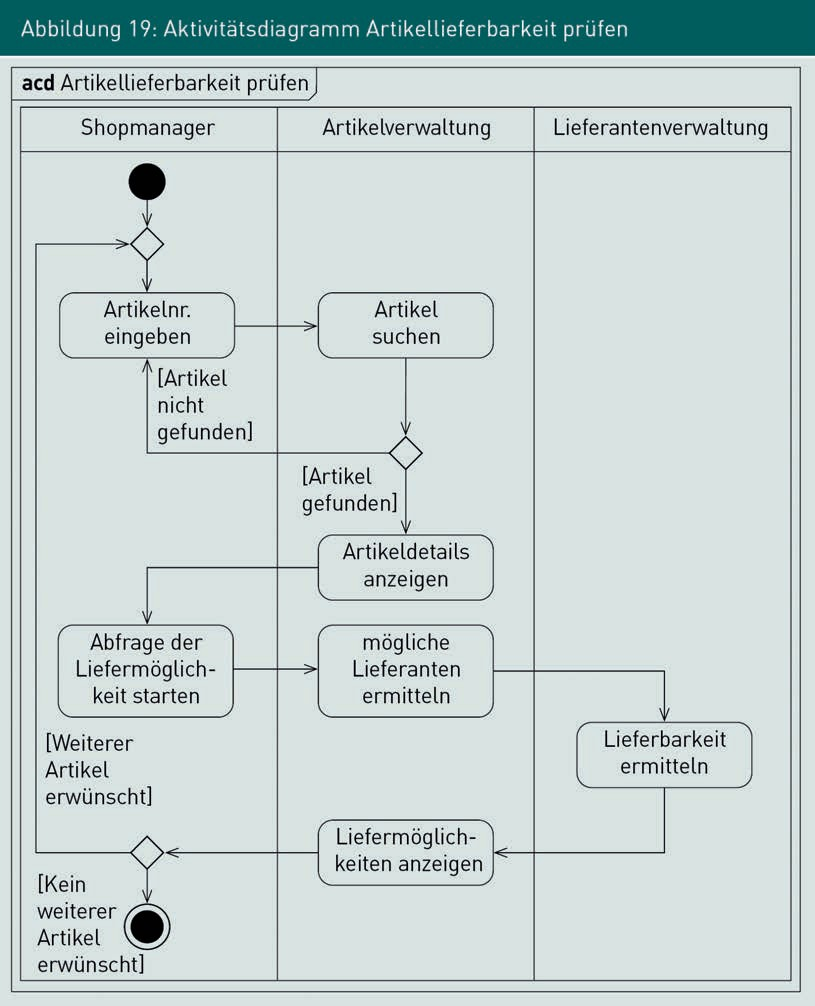 Abbildung 19: Aktivitätsdiagramm Artikellieferbarkeit prüfen
acd Artikellieferbarkeit prüfen
Shopmanager
Artikelverwaltung
Lieferantenverwaltung
Artikelnr.
eingeben
Artikel
suchen
[Artikel
nicht
gefunden]
[Artikel
gefunden]
Artikeldetails
anzeigen
Abfrage der
Liefermöglich-
keit starten
mögliche
Lieferanten
ermitteln
Lieferbarkeit
ermitteln
[Weiterer
Artikel
erwünscht]
Liefermöglich-
keiten anzeigen
[Kein
weiterer
Artikel
erwünscht]